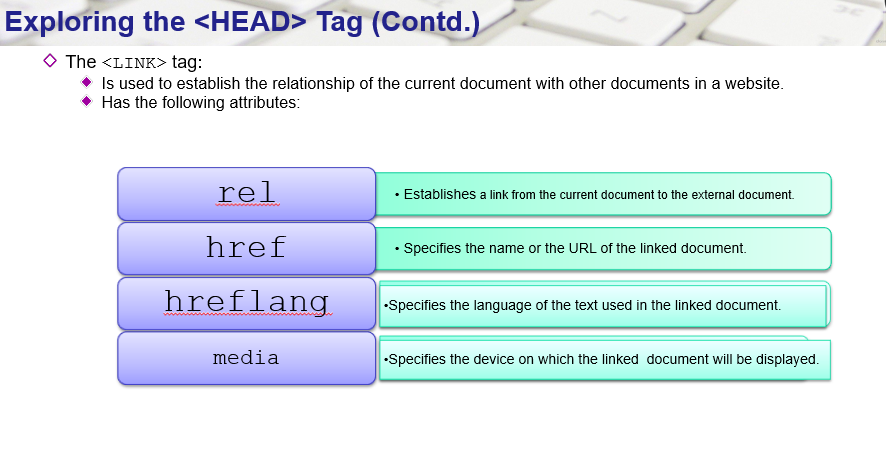 Exploring the <HEAD> Tag (Contd.)
The <LINK> tag:
Is used to establish the relationship of the current document with other documents in a website.
Has the following attributes:
rel
• Establishes a link from the current document to the external document.
href
• Specifies the name or the URL of the linked document.
hreflang
•Specifies the language of the text used in the linked document.
media
•Specifies the device on which the linked  document will be displayed.